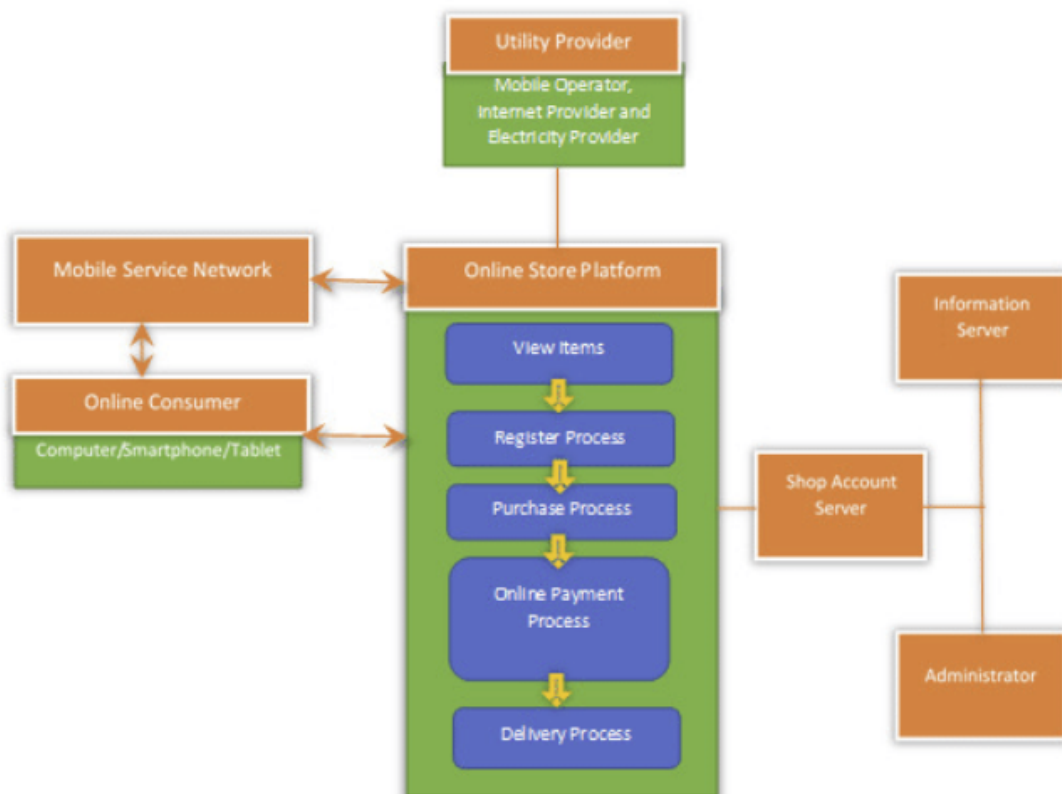 Utility Provider
Mobile Operator,
Internet Provider and
Electricity Provider
Mobile Service Network
Online Store Platform
Information
Server
View Items
Online Consumer
Computer/Smartphone/Tablet
Register Process
Shop Account
Server
Purchase Process
Online Payment
Process
Administrator
Delivery Process